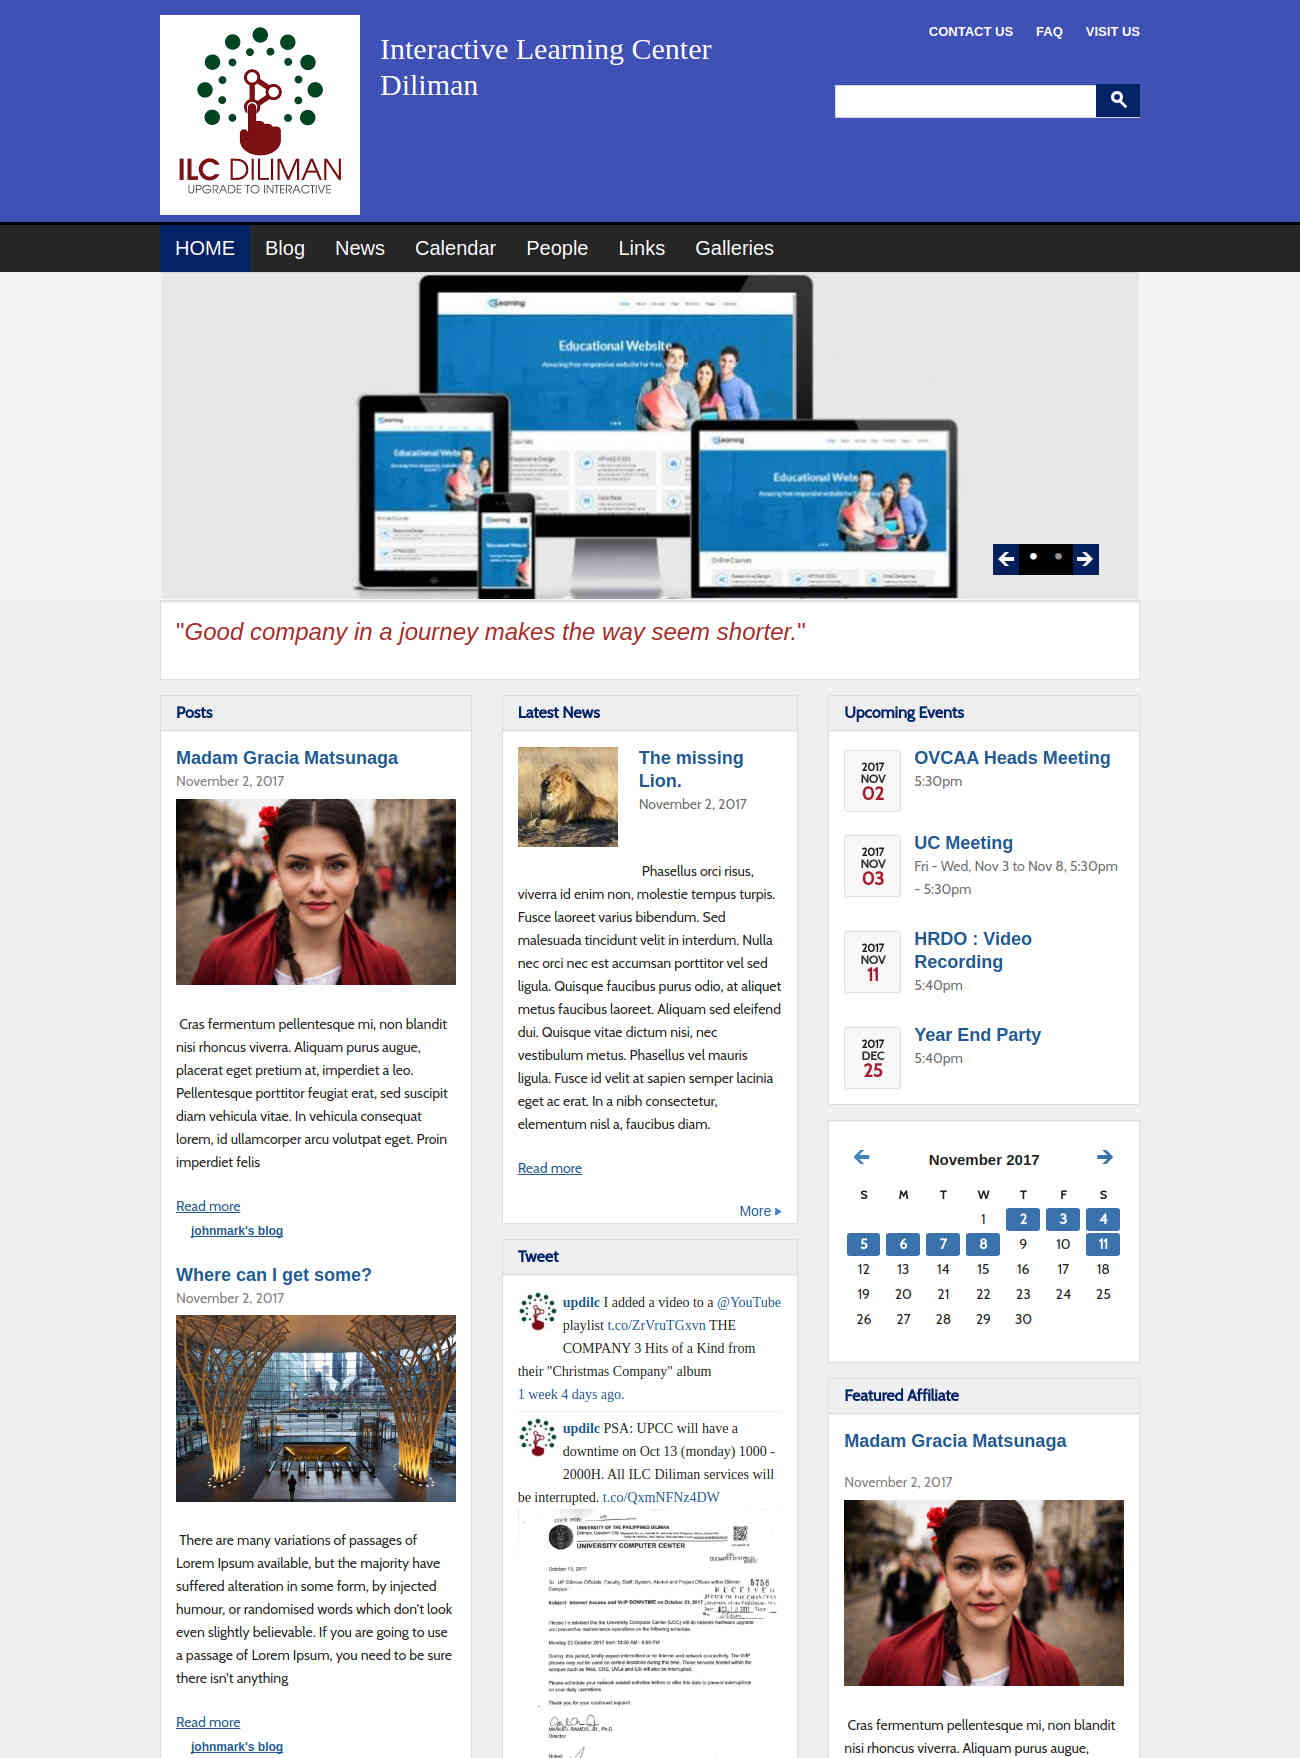 CONTACT US FAQ VISIT US
Interactive Learning Center
Diliman
ILC DILIMAN
UPGRADE TO INTERACTIVE
HOME Blog News Calendar People Links Galleries
Educational Website
Educational Website
Educational Website
"Good company in a journey makes the way seem shorter."
Posts
Madam Gracia Matsunaga
November 2, 2017
Cras fermentum pellentesque mi, non blandit
nisi rhoncus viverra. Aliquam purus augue,
placerat eget pretium at, imperdiet a leo.
Pellentesque porttitor feugiat erat, sed suscipit
diam vehicula vitae. In vehicula consequat
lorem, id ullamcorper arcu volutpat eget. Proin
imperdiet felis
Read more
johnmark's blog
Where can I get some?
November 2, 2017
There are many variations of passages of
Lorem Ipsum available, but the majority have
suffered alteration in some form, by injected
humour, or randomised words which don't look
even slightly believable. If you are going to use
a passage of Lorem Ipsum, you need to be sure
there isn't anything
Read more
johnmark's blog
Latest News
The missing
Lion.
November 2, 2017
Phasellus orci risus,
viverra id enim non, molestie tempus turpis.
Fusce laoreet varius bibendum. Sed
malesuada tincidunt velit in interdum. Nulla
nec orci nec est accumsan porttitor vel sed
ligula. Quisque faucibus purus odio, at aliquet
metus faucibus laoreet. Aliquam sed eleifend
dui. Quisque vitae dictum nisi, nec
vestibulum metus. Phasellus vel mauris
ligula. Fusce id velit at sapien semper lacinia
eget ac erat. In a nibh consectetur,
elementum nisl a, faucibus diam.
Read more
More
Tweet
updilc I added a video to a @YouTube
playlist t.co/ZrVruTGxvn THE
COMPANY 3 Hits of a Kind from
their "Christmas Company" album
1 week 4 days ago.
updilc PSA: UPCC will have a
downtime on Oct 13 (monday) 1000 -
2000H. All ILC Diliman services will
be interrupted. t.co/QxmNFNz4DW
UNIVERSITY OF THE PHILIPPINES DILIMAN
UNIVERSITY COMPUTER CENTER
Upcoming Events
2017
NOV
02
OVCAA Heads Meeting
5:30pm
2017
NOV
03
UC Meeting
Fri - Wed, Nov 3 to Nov 8, 5:30pm
- 5:30pm
2017
NOV
11
HRDO : Video
Recording
5:40pm
2017
DEC
25
Year End Party
5:40pm
November 2017
S M T W T F S
1 2 3 4
5 6 7 8 9 10 11
12 13 14 15 16 17 18
19 20 21 22 23 24 25
26 27 28 29 30
Featured Affiliate
Madam Gracia Matsunaga
November 2, 2017
Cras fermentum pellentesque mi, non blandit
nisi rhoncus viverra. Aliquam purus augue,